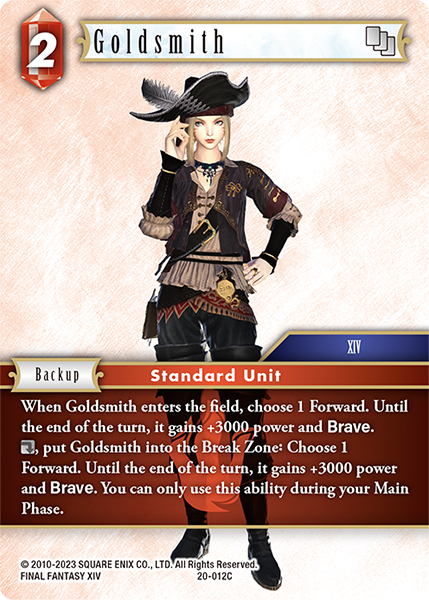 2
Goldsmith
XIV
Backup
Standard Unit
When Goldsmith enters the field, choose 1 Forward. Until
the end of the turn, it gains +3000 power and Brave.
, put Goldsmith into the Break Zone: Choose 1
Forward. Until the end of the turn, it gains +3000 power
and Brave. You can only use this ability during your Main
Phase.
© 2010-2023 SQUARE ENIX CO., LTD. All Rights Reserved.
FINAL FANTASY XIV 20-012C